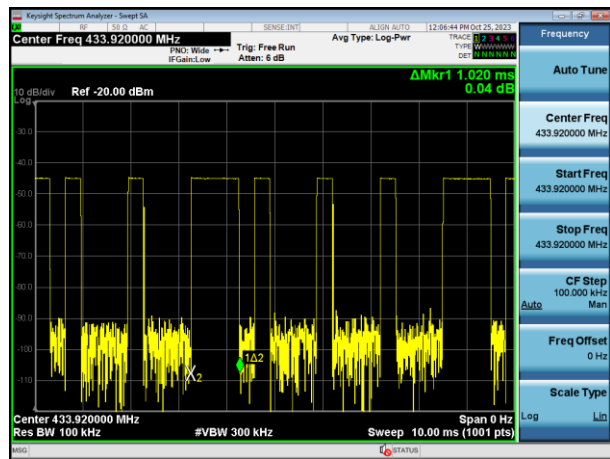 Keysight Spectrum Analyzer - Swept SA
RF 50 Ω AC SENSE:INT ALIGN AUTO 12:06:44 PM Oct 25, 2023
Center Freq 433.920000 MHz
PNO: Wide
IFGain:Low
Trig: Free Run
Atten: 6 dB
Avg Type: Log-Pwr
TRACE 1 2 3 4 5 6
TYPE WWWWWW
DET N N N N N N
ΔMkr1 1.020 ms
0.04 dB
10 dB/div Ref -20.00 dBm
Log
-30.0
-40.0
-50.0
-60.0
-70.0
-80.0
-90.0
-100
-110
1Δ2
X2
Center 433.920000 MHz
Span 0 Hz
Res BW 100 kHz
#VBW 300 kHz
Sweep 10.00 ms (1001 pts)
MSG
STATUS
Frequency
Auto Tune
Center Freq
433.920000 MHz
Start Freq
433.920000 MHz
Stop Freq
433.920000 MHz
CF Step
100.000 kHz
Auto Man
Freq Offset
0 Hz
Scale Type
Log Lin